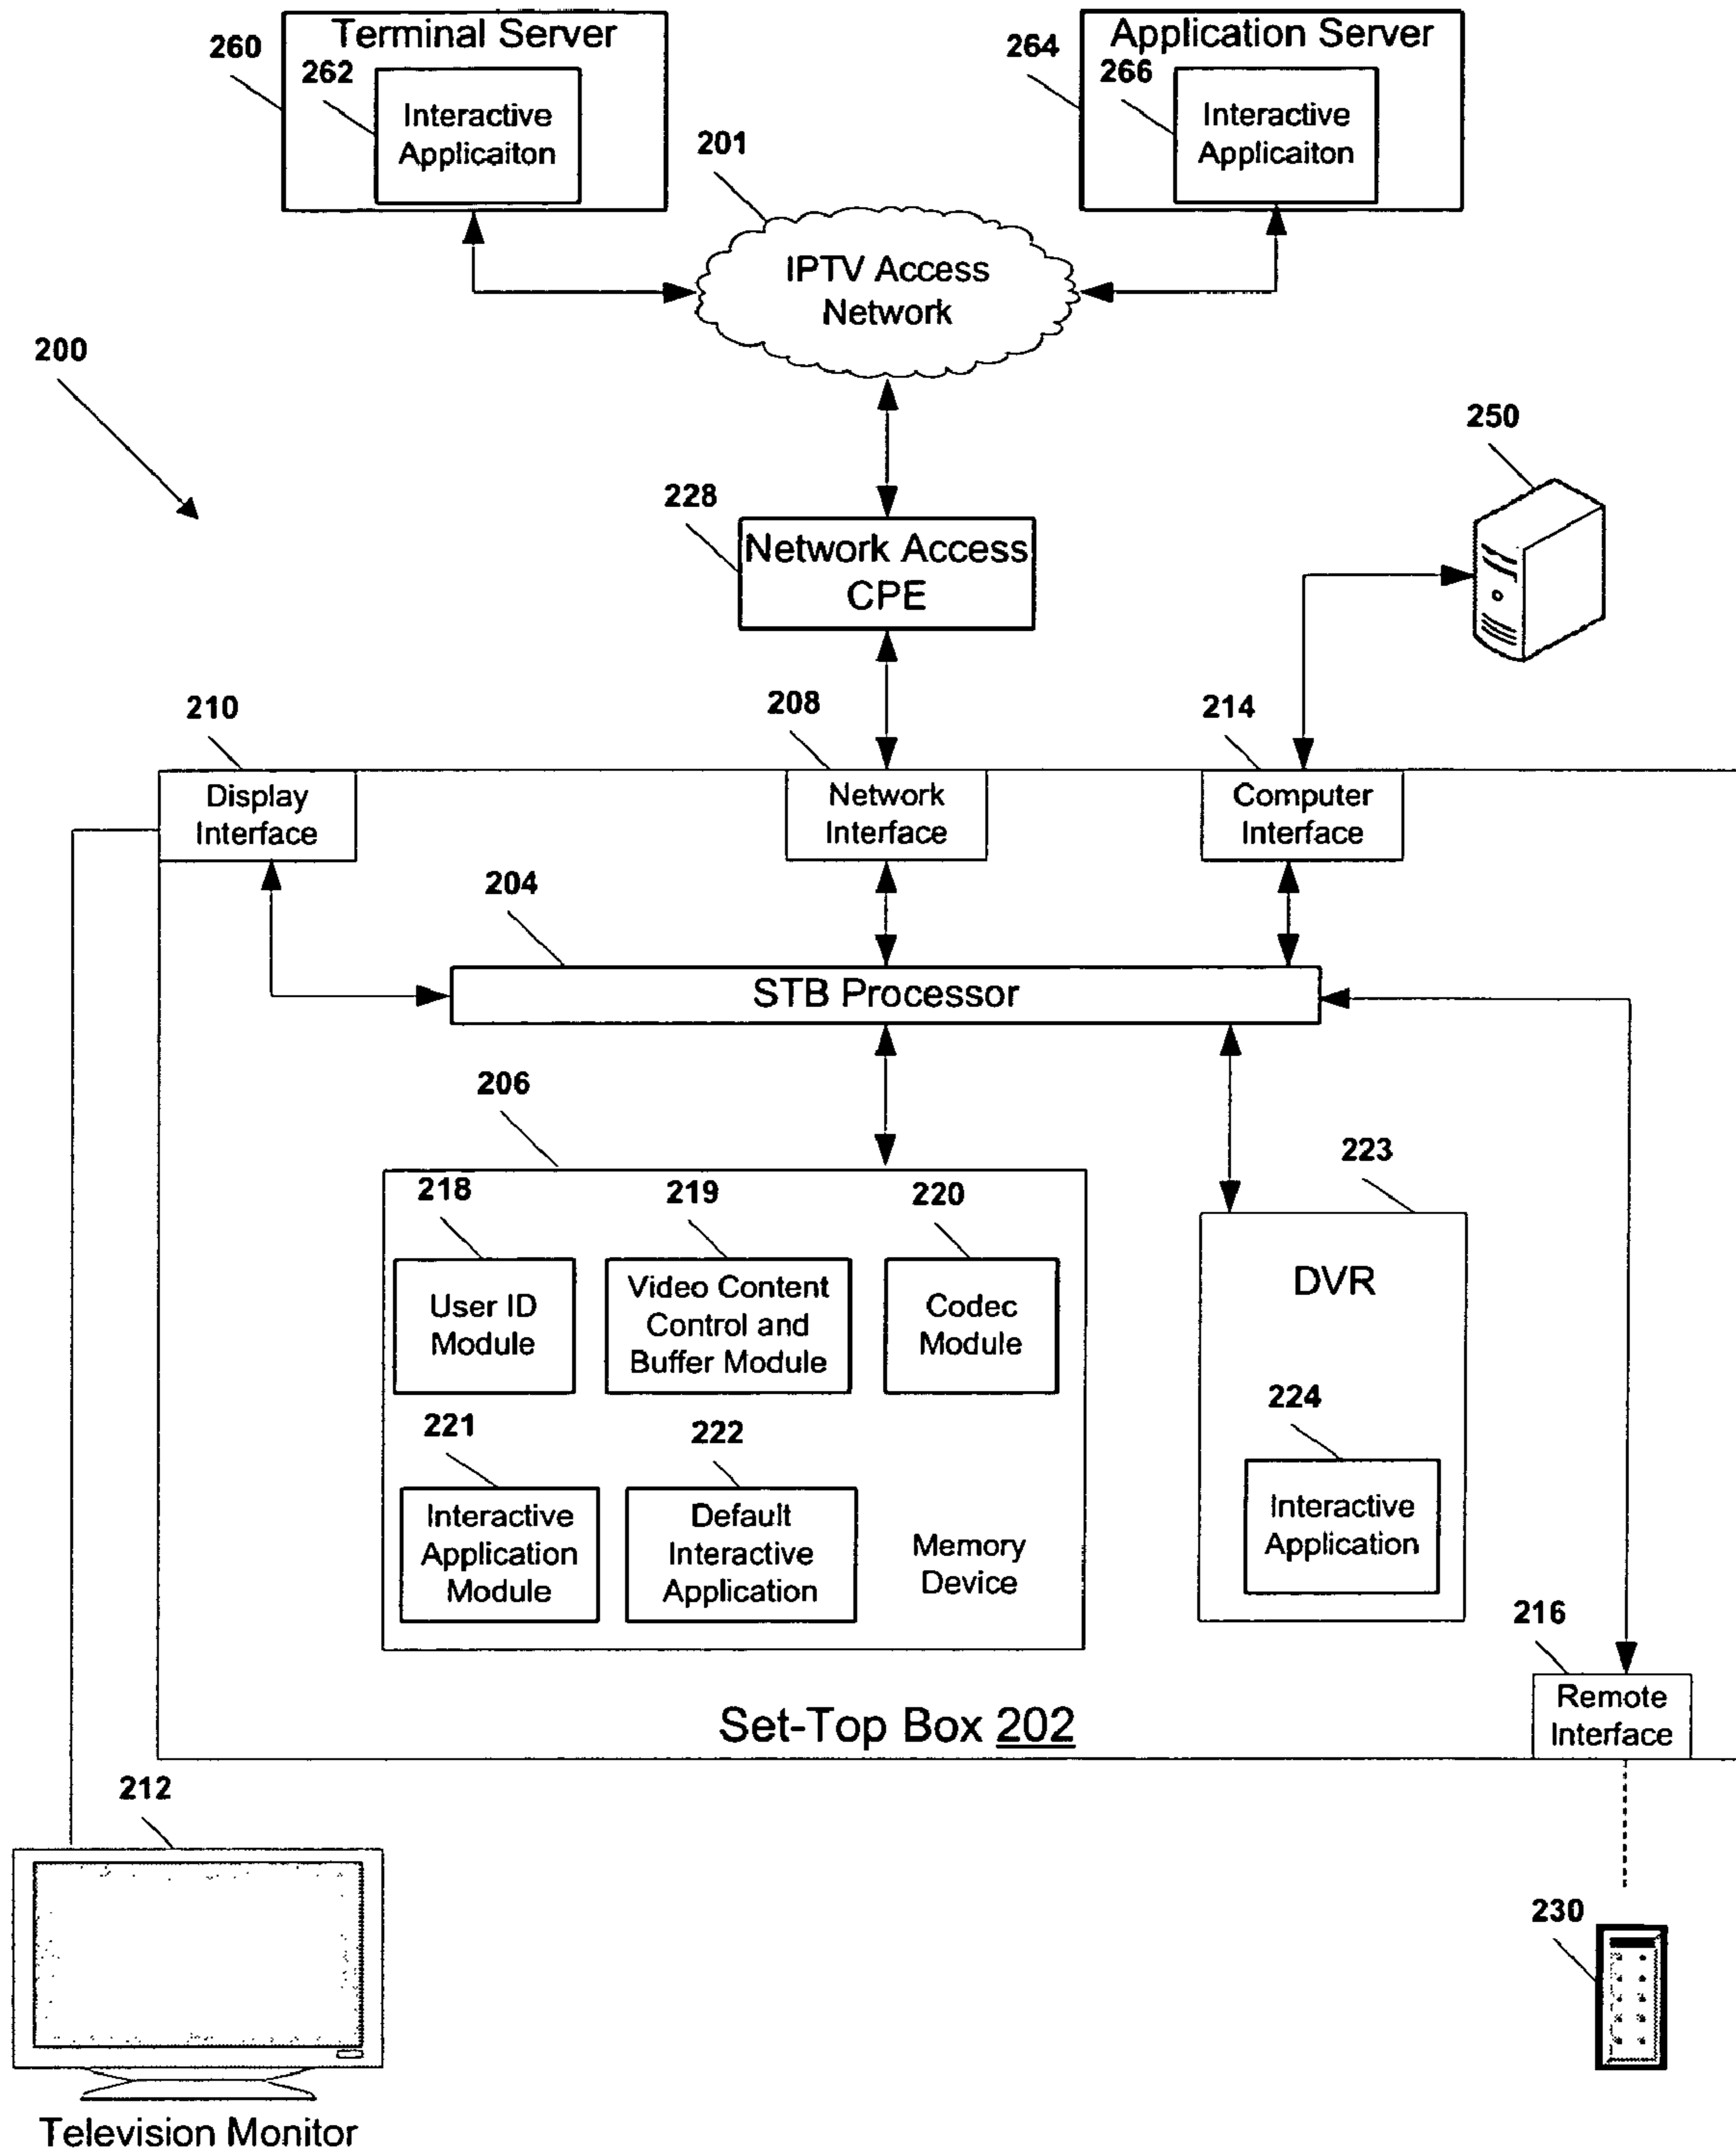 Terminal Server
260
262
Interactive
Applicaiton
Application Server
264
266
Interactive
Applicaiton
201
IPTV Access
Network
200
250
228
Network Access
CPE
210
208
214
Display
Interface
Network
Interface
Computer
Interface
204
STB Processor
206
218
219
220
223
User ID
Module
Video Content
Control and
Buffer Module
Codec
Module
DVR
221
222
224
Interactive
Application
Module
Default
Interactive
Application
Memory
Device
Interactive
Application
216
Remote
Interface
Set-Top Box 202
212
230
Television Monitor